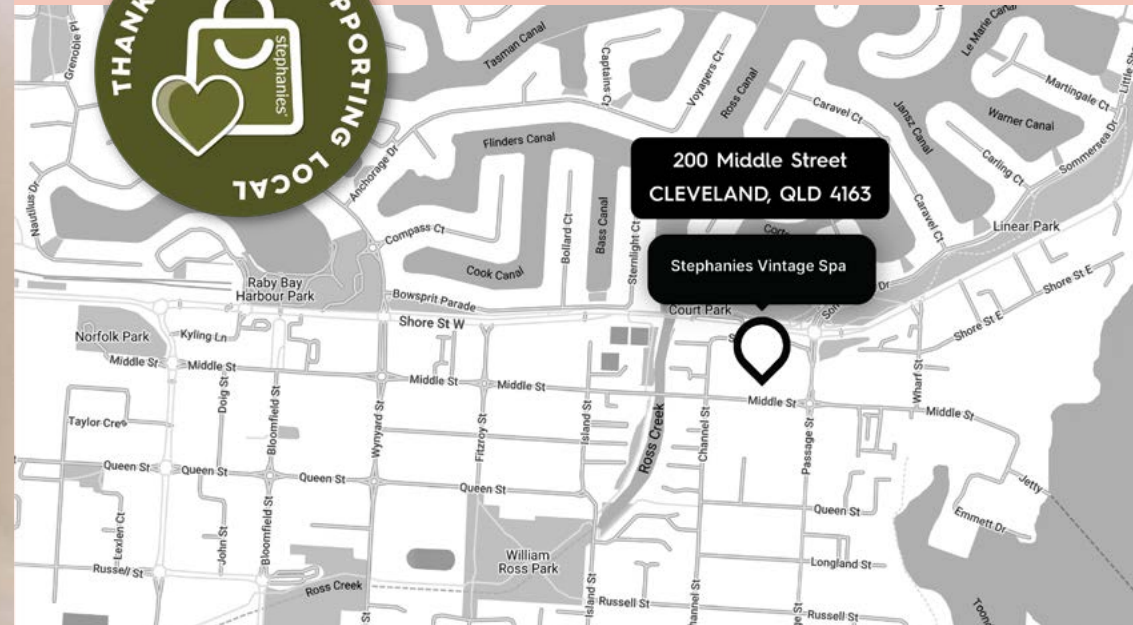 THANK
PPORTING LOCAL
stephanies'
Grenoble Pl
Tasman Canal
Captains Ct
Voyagers Ct
Ross Canal
Le Marie Canal
Martingale Ct
Warner Canal
Jansz Canal
Caravel Ct
Carling Ct
Sommersea Dr
Flinders Canal
Anchorage Dr
200 Middle Street
CLEVELAND, QLD 4163
Nautilus Dr
Compass Ct
Cook Canal
Bollard Ct
Bass Canal
Sternlight Ct
Caravel Ct
Linear Park
Stephanies Vintage Spa
Raby Bay
Harbour Park
Bowsprit Parade
Court Park
Dr
Shore St E
Norfolk Park
Kyling Ln
Shore St W
Shore St E
Middle St
Middle St
Middle St
Middle St
Middle St
Middle St
Wharf St
Doig St
Bloomfield St
Wynyard St
Fitzroy St
Island St
Ross Creek
Channel St
Passage St
Taylor Cre
Queen St
Queen St
Queen St
Queen St
Queen St
Jetty
Emmett Dr
Lexlen Ct
John St
Bloomfield St
William
Ross Park
Longland St
Russell St
Ross Creek
Island St
Russell St
Russell St